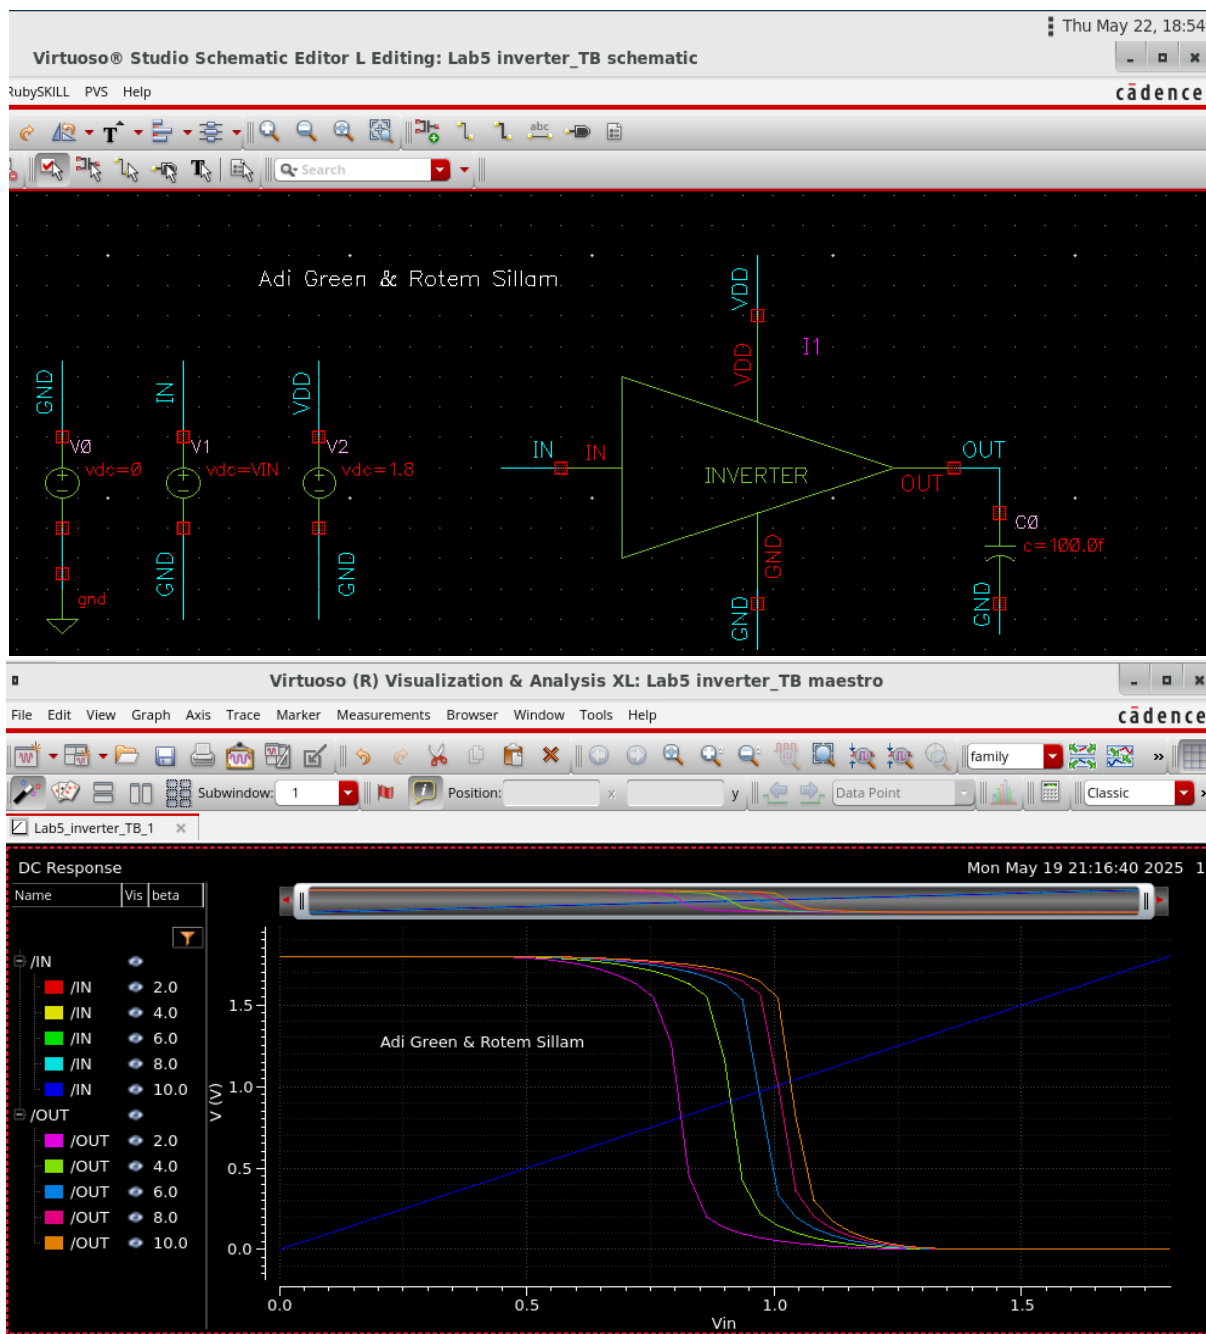 Thu May 22, 18:54
Virtuoso® Studio Schematic Editor L Editing: Lab5 inverter_TB schematic
RubySKILL PVS Help
cādence
T
abc
T
Search
Adi Green & Rotem Sillam
VDD
I1
VDD
GND
IN
VDD
V0
V1
V2
vdc=0
vdc=VIN
vdc=1.8
IN
IN
INVERTER
OUT
OUT
C0
c=100.0f
GND
GND
GND
GND
GND
gnd
Virtuoso (R) Visualization & Analysis XL: Lab5 inverter_TB maestro
File Edit View Graph Axis Trace Marker Measurements Browser Window Tools Help
cādence
family
»
Subwindow: 1
Position:
x
y
Data Point
Classic
Lab5_inverter_TB_1
DC Response
Mon May 19 21:16:40 2025 1
Name Vis beta
/IN
/IN 2.0
/IN 4.0
/IN 6.0
/IN 8.0
/IN 10.0
/OUT
/OUT 2.0
/OUT 4.0
/OUT 6.0
/OUT 8.0
/OUT 10.0
Adi Green & Rotem Sillam
V (V)
1.5
1.0
0.5
0.0
0.0 0.5 1.0 1.5
Vin